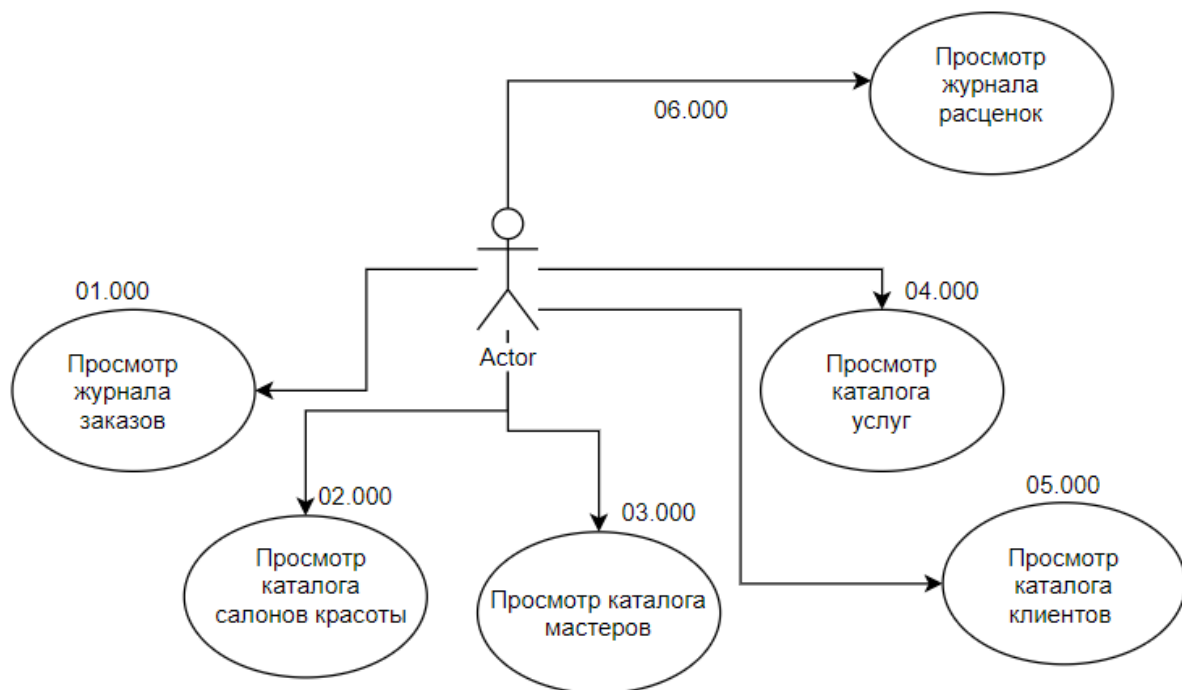 Просмотр
журнала
расценок
06.000
01.000
Просмотр
журнала
заказов
Actor
04.000
Просмотр
каталога
услуг
02.000
Просмотр
каталога
салонов красоты
03.000
Просмотр каталога
мастеров
05.000
Просмотр
каталога
клиентов